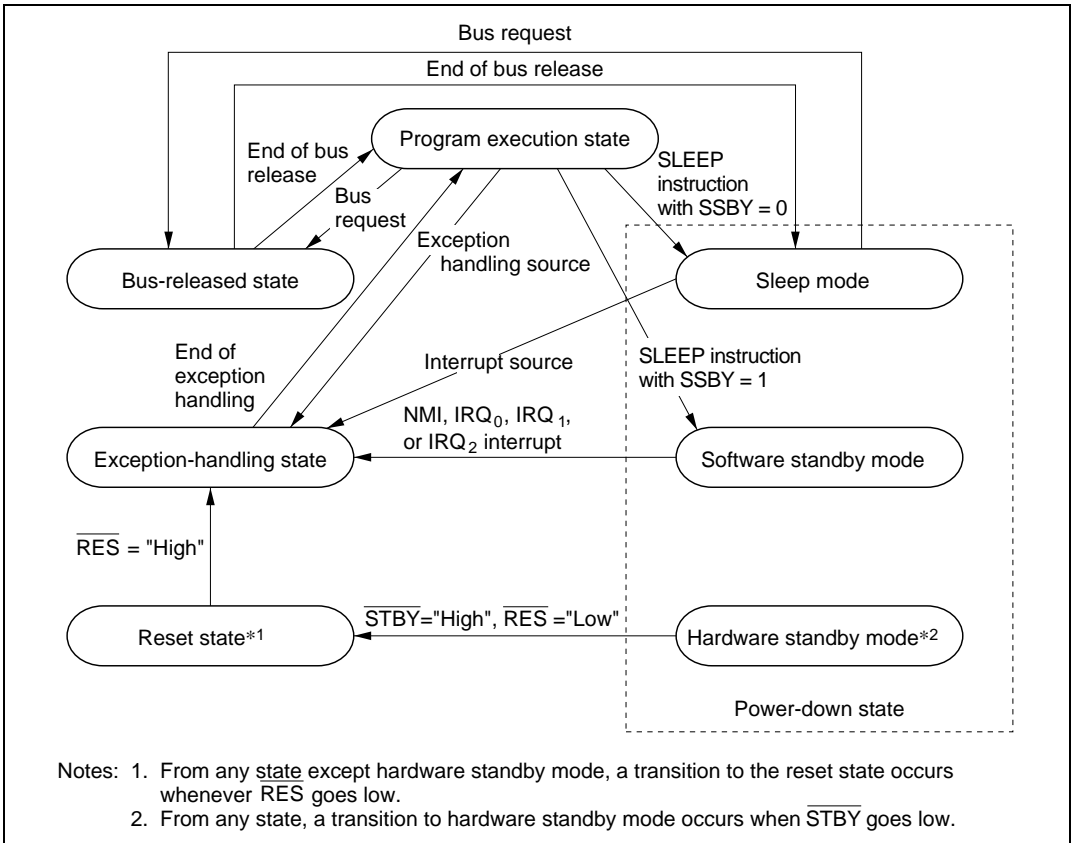 Bus request
End of bus release
Program execution state
End of bus
release
SLEEP
instruction
with SSBY = 0
Bus
request
Exception
handling source
Bus-released state
Sleep mode
End of
exception
handling
Interrupt source
SLEEP instruction
with SSBY = 1
NMI, IRQ0, IRQ1,
or IRQ2 interrupt
Exception-handling state
Software standby mode
R̅E̅S̅ = "High"
S̅T̅B̅Y̅="High", R̅E̅S̅ ="Low"
Reset state*1
Hardware standby mode*2
Power-down state
Notes: 1. From any state except hardware standby mode, a transition to the reset state occurs
whenever R̅E̅S̅ goes low.
2. From any state, a transition to hardware standby mode occurs when S̅T̅B̅Y̅ goes low.